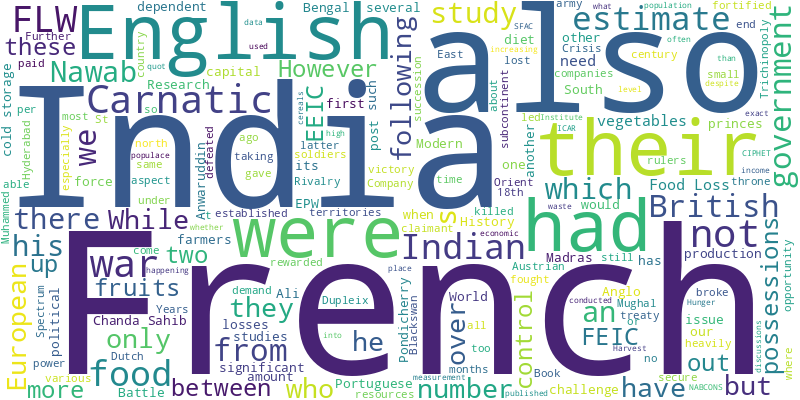 FLW
English
also
study
estimate
dependent
Bengal
several
army
what
population
fortified
increasing
often
end
Further
data
SFAC
than
these
paid
country
used
Nawab
However
diet
other
Crisis
century
small
despite
East
lost
need
Trichinopoly
cold storage
per
quot
capital
Research
such
Carnatic
EEIC
following
about
companies
South
level
government
India
their
we
most
St
so
cereals
first
post
succession
subcontinent
led
Institute
ICAR
exact
vegetables
princes
Hyderabad
especially
north
ago
high
latter
soldiers
Modern
CIPHET
populace
same
taking
defeated
Rivalry
its
victory
one
another
rulers
income
able
force
aspect
gave
Anwaruddin
Company
time
Orient
Food Loss
throne
Muhammed
under
EPW
territories
18th
which
there
While
were
s
when
History
killed
would
had
British
Art
established
claimant
waste
economic
his
whether
French
Indian
not
farmers
come
Austrian
Madras
still
has
production
up
war
two
rewarded
place
European
Spectrum
political
fruits
happening
demand
Ali
over
fought
Anglo
Mughal
broke
possessions
opportunity
Years
they
Dupleix
World
control
an
treaty
or
Hunger
Chanda Sahib
losses
into
he
Pondicherry
Blackswan
all
conducted
FEIC
issue
our
only
from
studies
too
no
heavily
out
discussions
Dutch
significant
months
Book
Harvest
secure
where
power
food
amount
measurement
challenge
NABCONS
more
various
Battle
between
who
Portuguese
resources
number
published
have
but